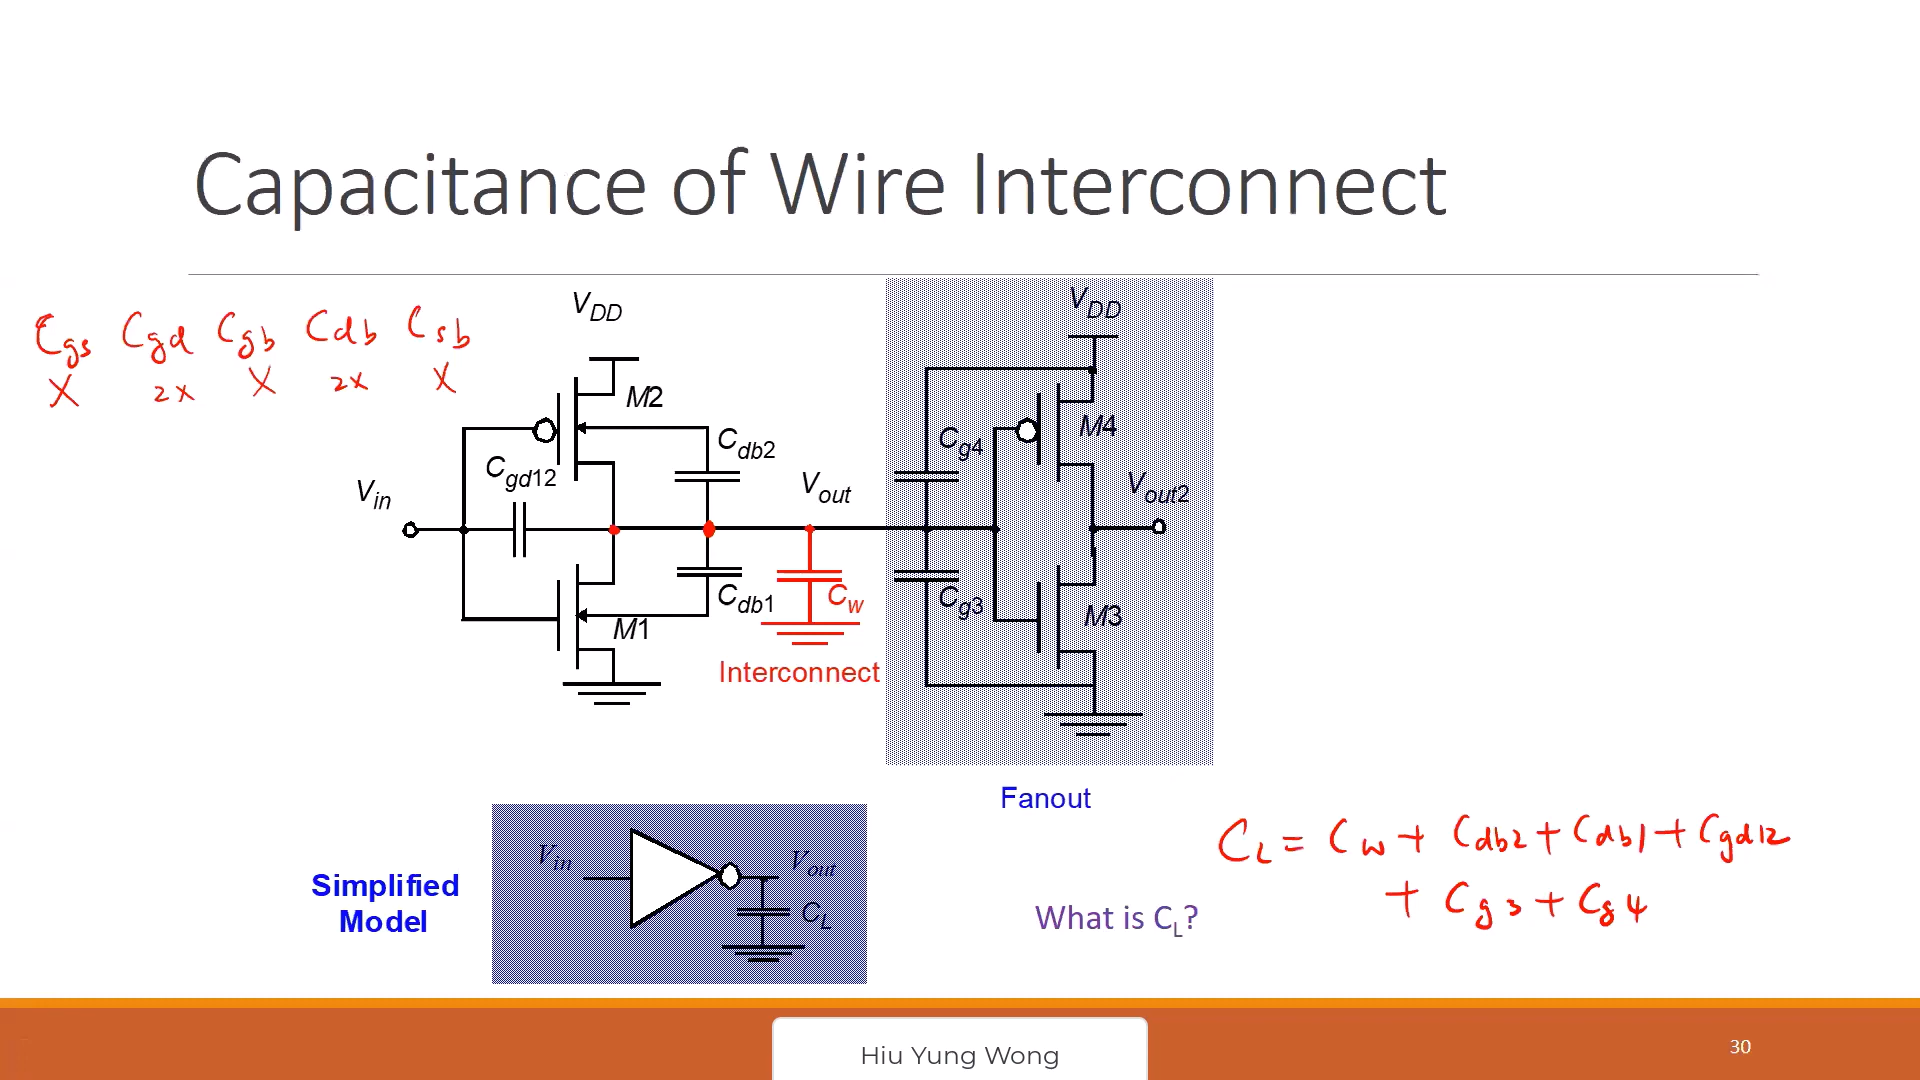 Capacitance of Wire Interconnect
Cgs Cgd Cgb Cdb Csb
X 2x X 2x X
VDD
VDD
M2
M4
Cdb2
Cg4
Cgd12
Vin
Vout
Vout2
Cdb1
Cw
Cg3
M1
M3
Interconnect
Fanout
CL = Cw + Cdb2 + Cdb1 + Cgd12
+ Cg3 + Cg4
Vin
Vout
Simplified
Model
CL
What is CL?
Hiu Yung Wong
30